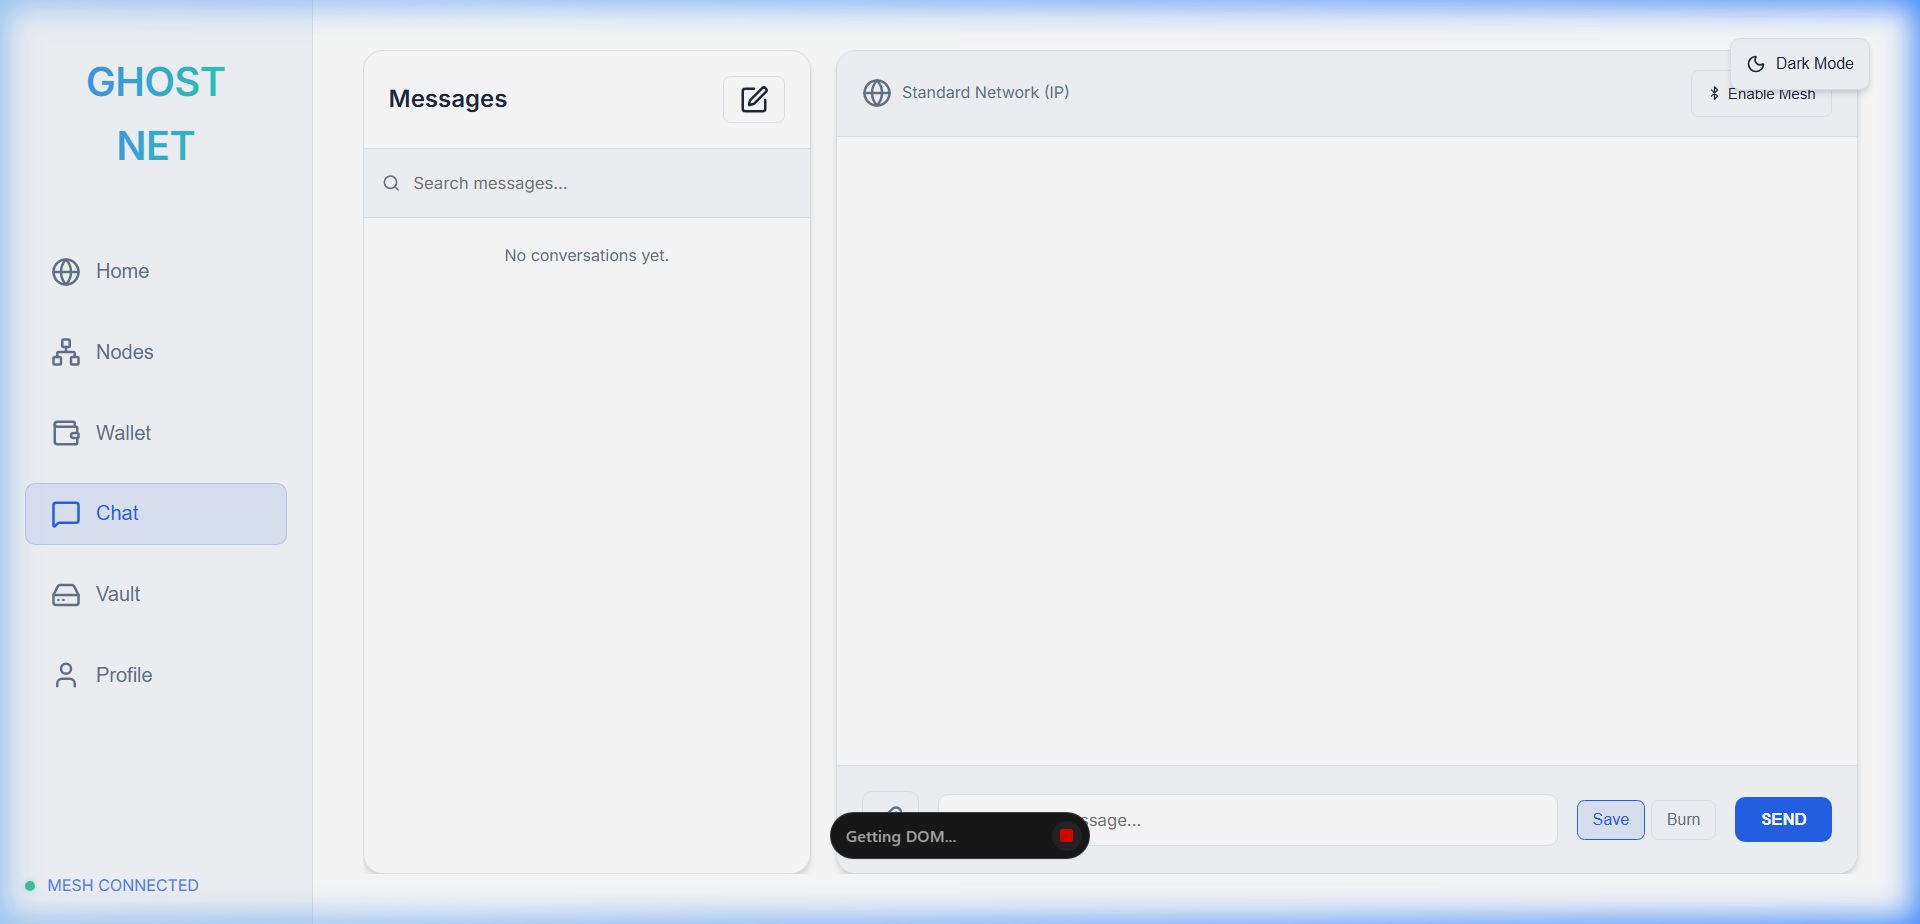 GHOST
NET
Home
Nodes
Wallet
Chat
Vault
Profile
MESH CONNECTED
Messages
Search messages...
No conversations yet.
Standard Network (IP)
Dark Mode
Enable Mesh
Getting DOM...
Save
Burn
SEND